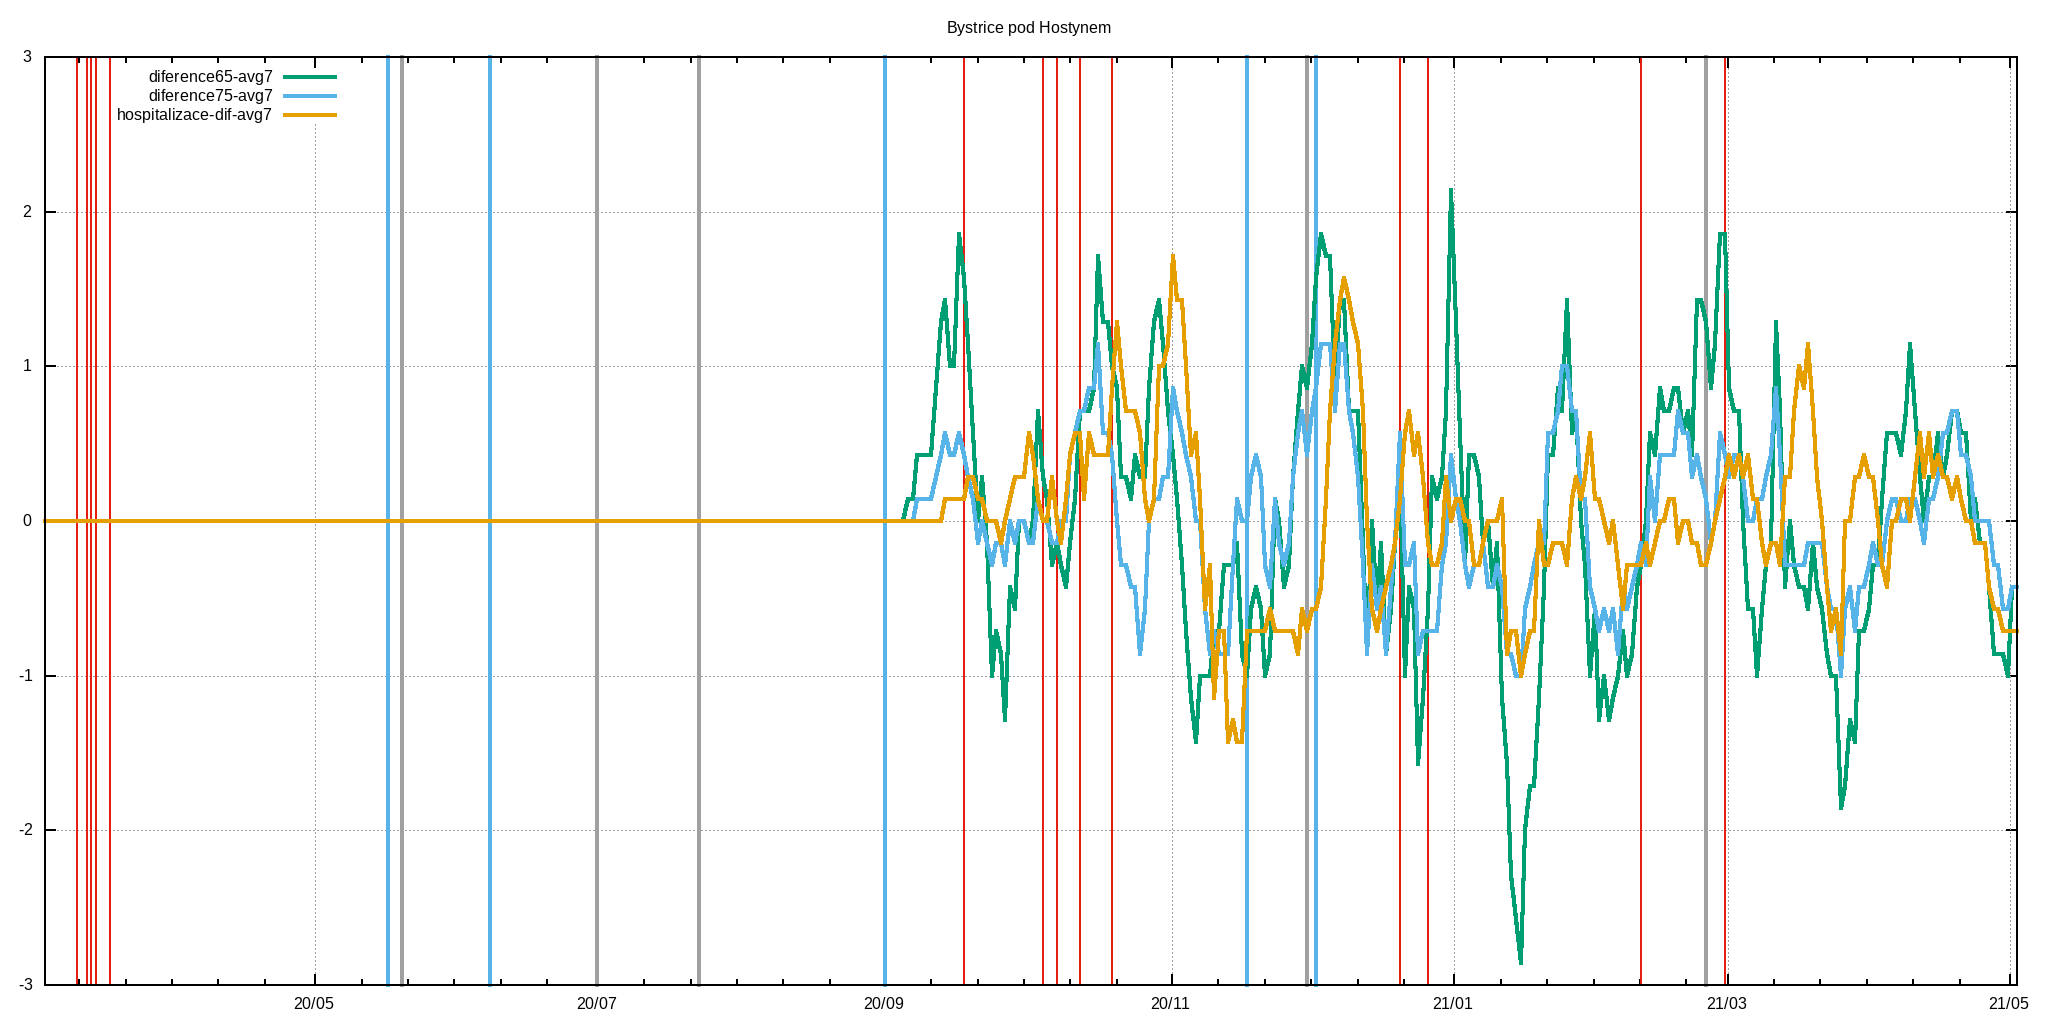 Bystrice pod Hostynem
3
2
1
0
-1
-2
-3
diference65-avg7
diference75-avg7
hospitalizace-dif-avg7
20/05 20/07 20/09 20/11 21/01 21/03 21/05